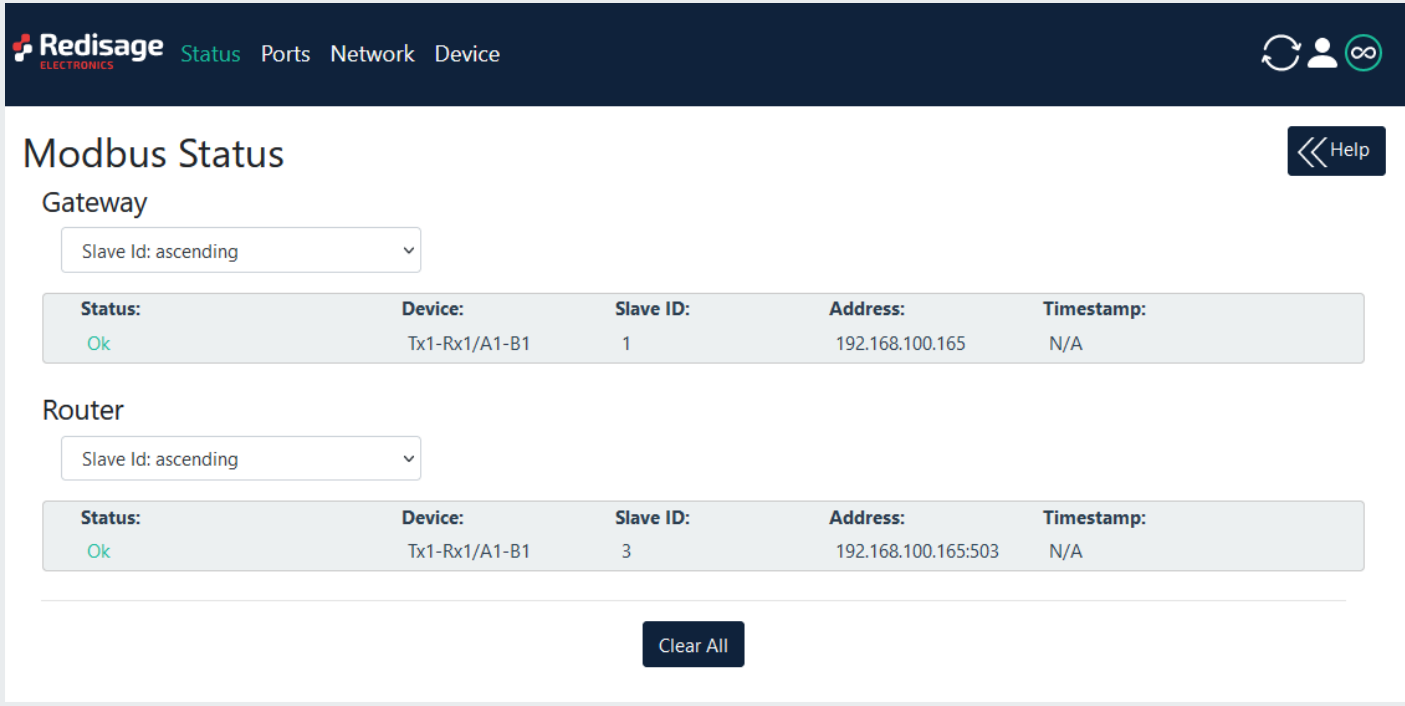 Redisage
ELECTRONICS
Status Ports Network Device
Modbus Status
Help
Gateway
Slave Id: ascending
Status: Device: Slave ID: Address: Timestamp:
Ok Tx1-Rx1/A1-B1 1 192.168.100.165 N/A
Router
Slave Id: ascending
Status: Device: Slave ID: Address: Timestamp:
Ok Tx1-Rx1/A1-B1 3 192.168.100.165:503 N/A
Clear All